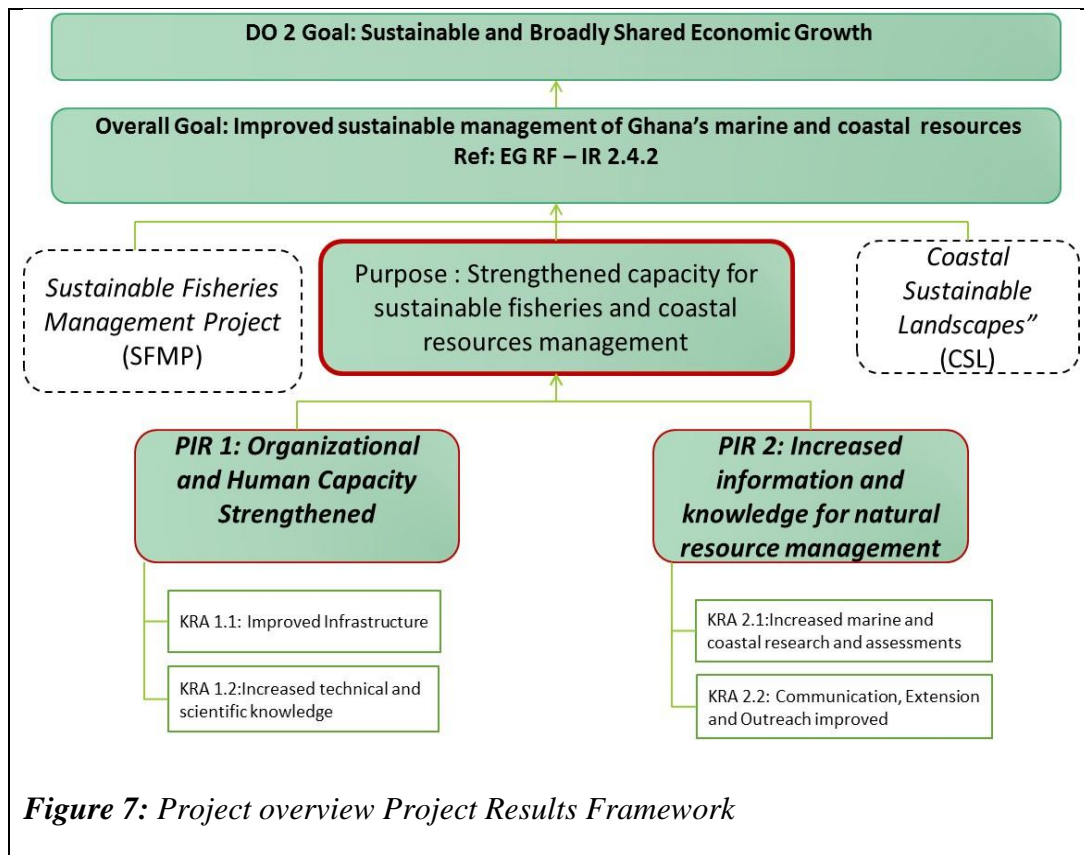 DO 2 Goal: Sustainable and Broadly Shared Economic Growth
Overall Goal: Improved sustainable management of Ghana's marine and coastal resources
Ref: EG RF – IR 2.4.2
Sustainable Fisheries
Management Project
(SFMP)
Purpose : Strengthened capacity for
sustainable fisheries and coastal
resources management
Coastal
Sustainable
Landscapes”
(CSL)
PIR 1: Organizational
and Human Capacity
Strengthened
PIR 2: Increased
information and
knowledge for natural
resource management
KRA 1.1: Improved Infrastructure
KRA 1.2:Increased technical and
scientific knowledge
KRA 2.1:Increased marine and
coastal research and assessments
KRA 2.2: Communication, Extension
and Outreach improved
Figure 7: Project overview Project Results Framework